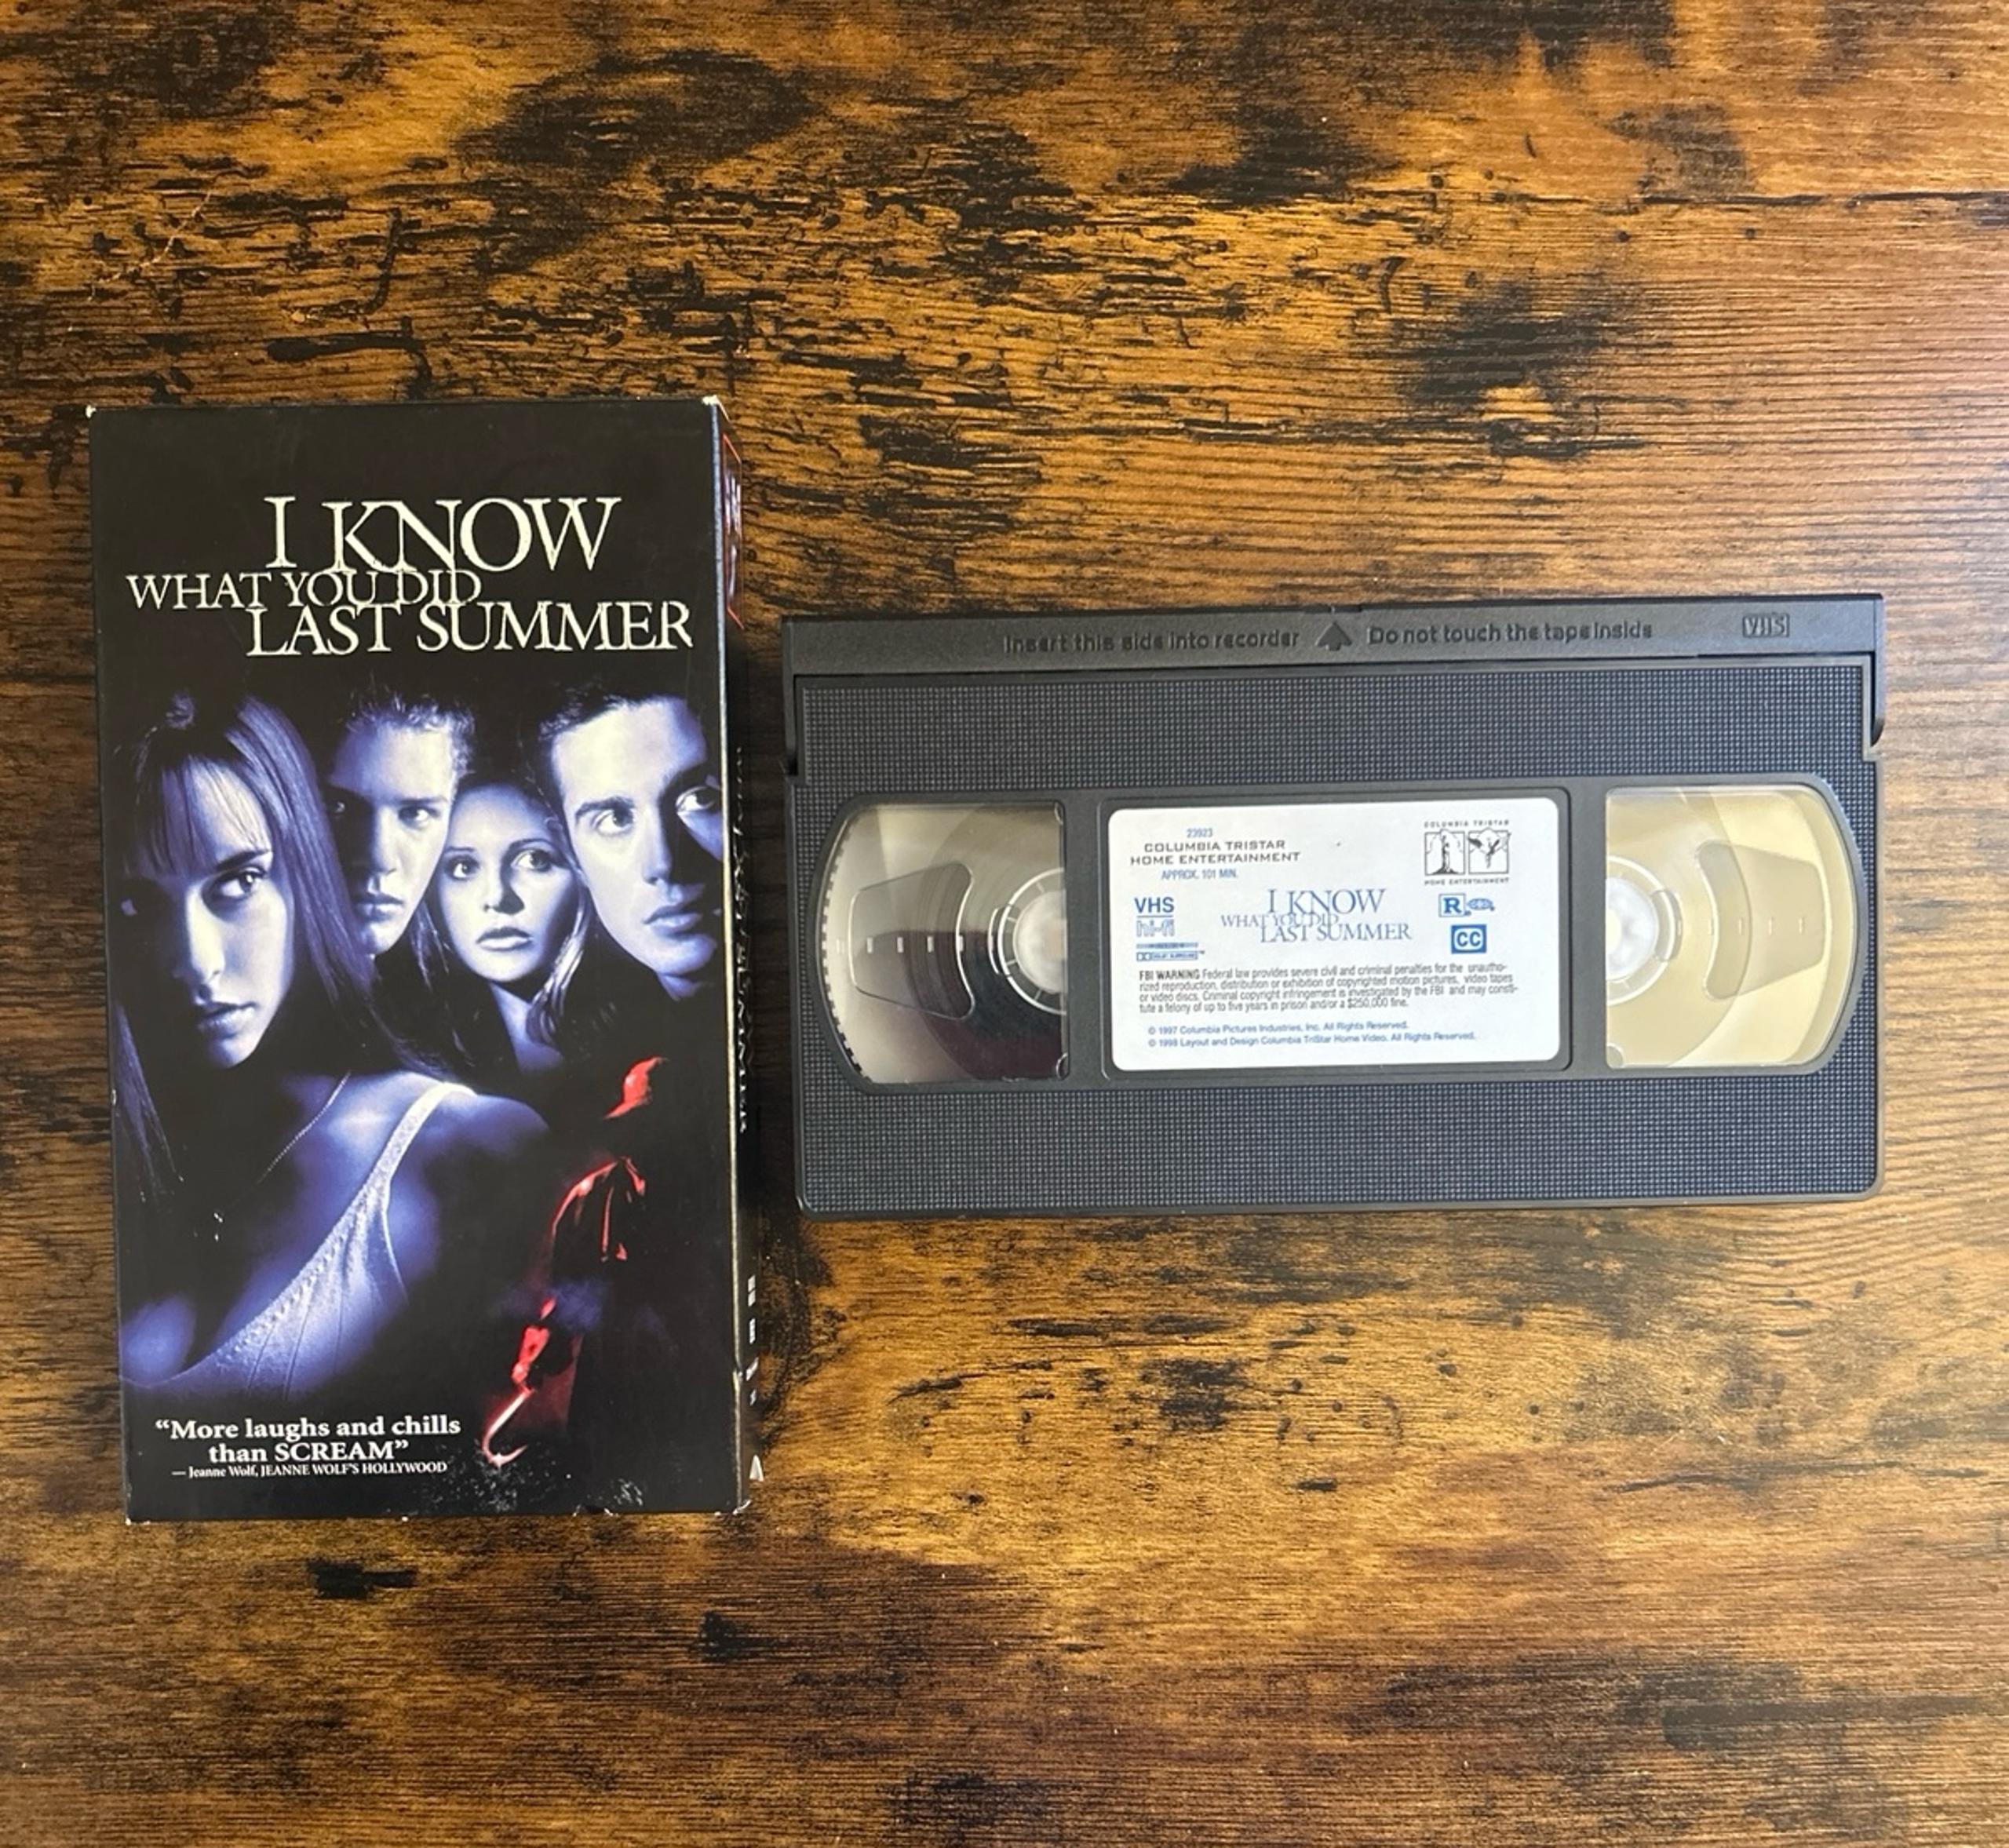 I KNOW
WHAT YOU DID
LAST SUMMER
“More laughs and chills
than SCREAM”
— Jeanne Wolf, JEANNE WOLF'S HOLLYWOOD
Insert this side into recorder Do not touch the tape inside VHS
23923
COLUMBIA TRISTAR
HOME ENTERTAINMENT
APPROX. 101 MIN.
COLUMBIA TRISTAR
HOME ENTERTAINMENT
VHS
hi-fi
I KNOW
WHAT YOU DID
LAST SUMMER
R
CC
FBI WARNING Federal law provides severe civil and criminal penalties for the unautho-
rized reproduction, distribution or exhibition of copyrighted motion pictures, video tapes
or video discs. Criminal copyright infringement is investigated by the FBI and may consti-
tute a felony of up to five years in prison and/or a $250,000 fine.
© 1997 Columbia Pictures Industries, Inc. All Rights Reserved.
© 1998 Layout and Design Columbia TriStar Home Video. All Rights Reserved.